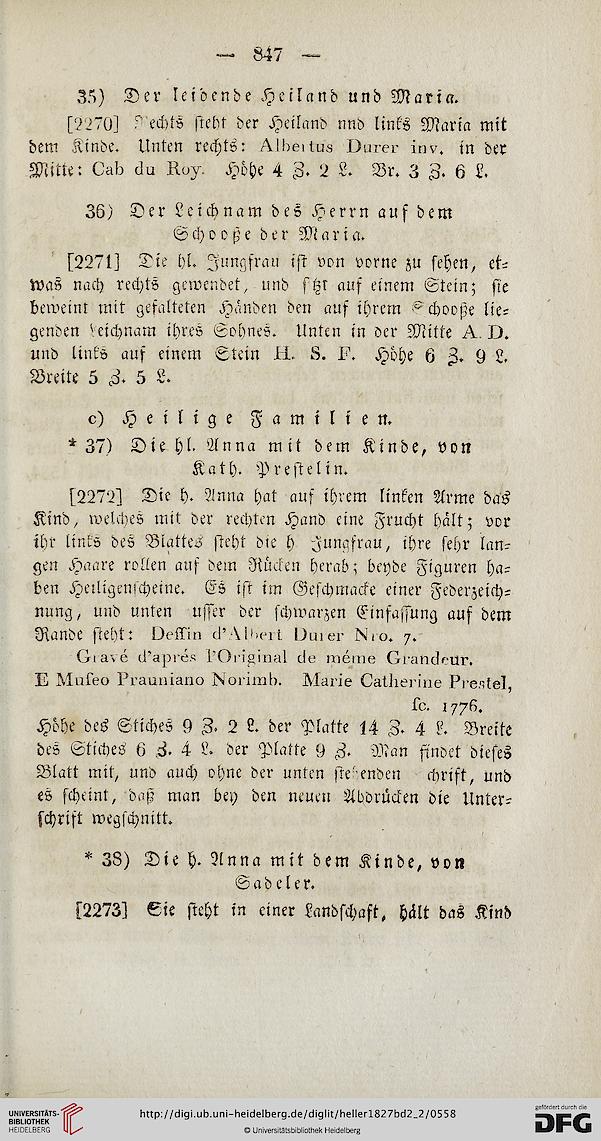 — 847 —
35) Der leidende Heiland und Maria.
[2270] Rechts steht der Heiland nnd links Maria mit
dem Kinde. Unten rechts: Albertus Durer inv. in der
Mitte: Cab du Roy. Höhe 4 Z. 2 L. Br. 3 Z. 6 L.
36) Der Leichnam des Herrn auf dem
Schooße der Maria.
[2271] Die hl. Jungfrau ist von vorne zu sehen, et=
was nach rechts gewendet, und sitzt auf einem Stein; sie
beweint mit gefalteten Händen den auf ihrem Schooße lie=
genden Leichnam ihres Sohnes. Unten in der Mitte A. D.
und links auf einem Stein H. S. F. Höhe 6 Z. 9 L.
Breite 5 Z. 5 L.
c) Heilige Familien.
* 37) Die hl. Anna mit dem Kinde, von
Kath. Prestelin.
[2272] Die h. Anna hat auf ihrem linken Arme das
Kind, welches mit der rechten Hand eine Frucht hält; vor
ihr links des Blattes steht die h Jungfrau, ihre sehr lan=
gen Haare rollen auf dem Rücken herab; beyde Figuren ha=
ben Heiligenscheine. Es ist im Geschmacke einer Federzeich=
nung, und unten usser der schwarzen Einfassung auf dem
Rande steht: Dessin d'Albert Durer Nro. 7.
Gravé d'aprés l'Original de méme Grandeur.
E Museo Prauniano Norimb. Marie Catherine Prestel,
sc. 1776.
Höhe des Stiches 9 Z. 2 L. der Platte 14 Z. 4 L. Breite
des Stiches 6 Z. 4 L. der Platte 9 Z. Man findet dieses
Blatt mit, und auch ohne der unten stehenden chrift, und
es scheint, daß man bey den neuen Abdrücken die Unter=
schrift wegschnitt.
* 38) Die h. Anna mit dem Kinde, von
Sadeler.
[2273] Sie steht in einer Landschaft, hält das Kind
UNIVERSITÄTS-
BIBLIOTHEK
HEIDELBERG
http://digi.ub.uni-heidelberg.de/diglit/heller1827bd2_2/0558
© Universitätsbibliothek Heidelberg
gefördert durch die
DFG